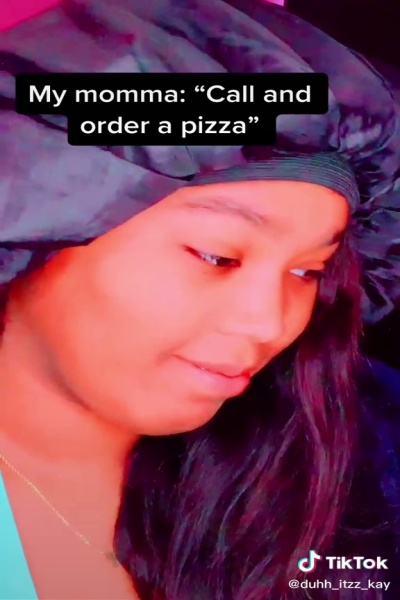 My momma: “Call and
order a pizza”
TikTok
@duhh_itzz_kay